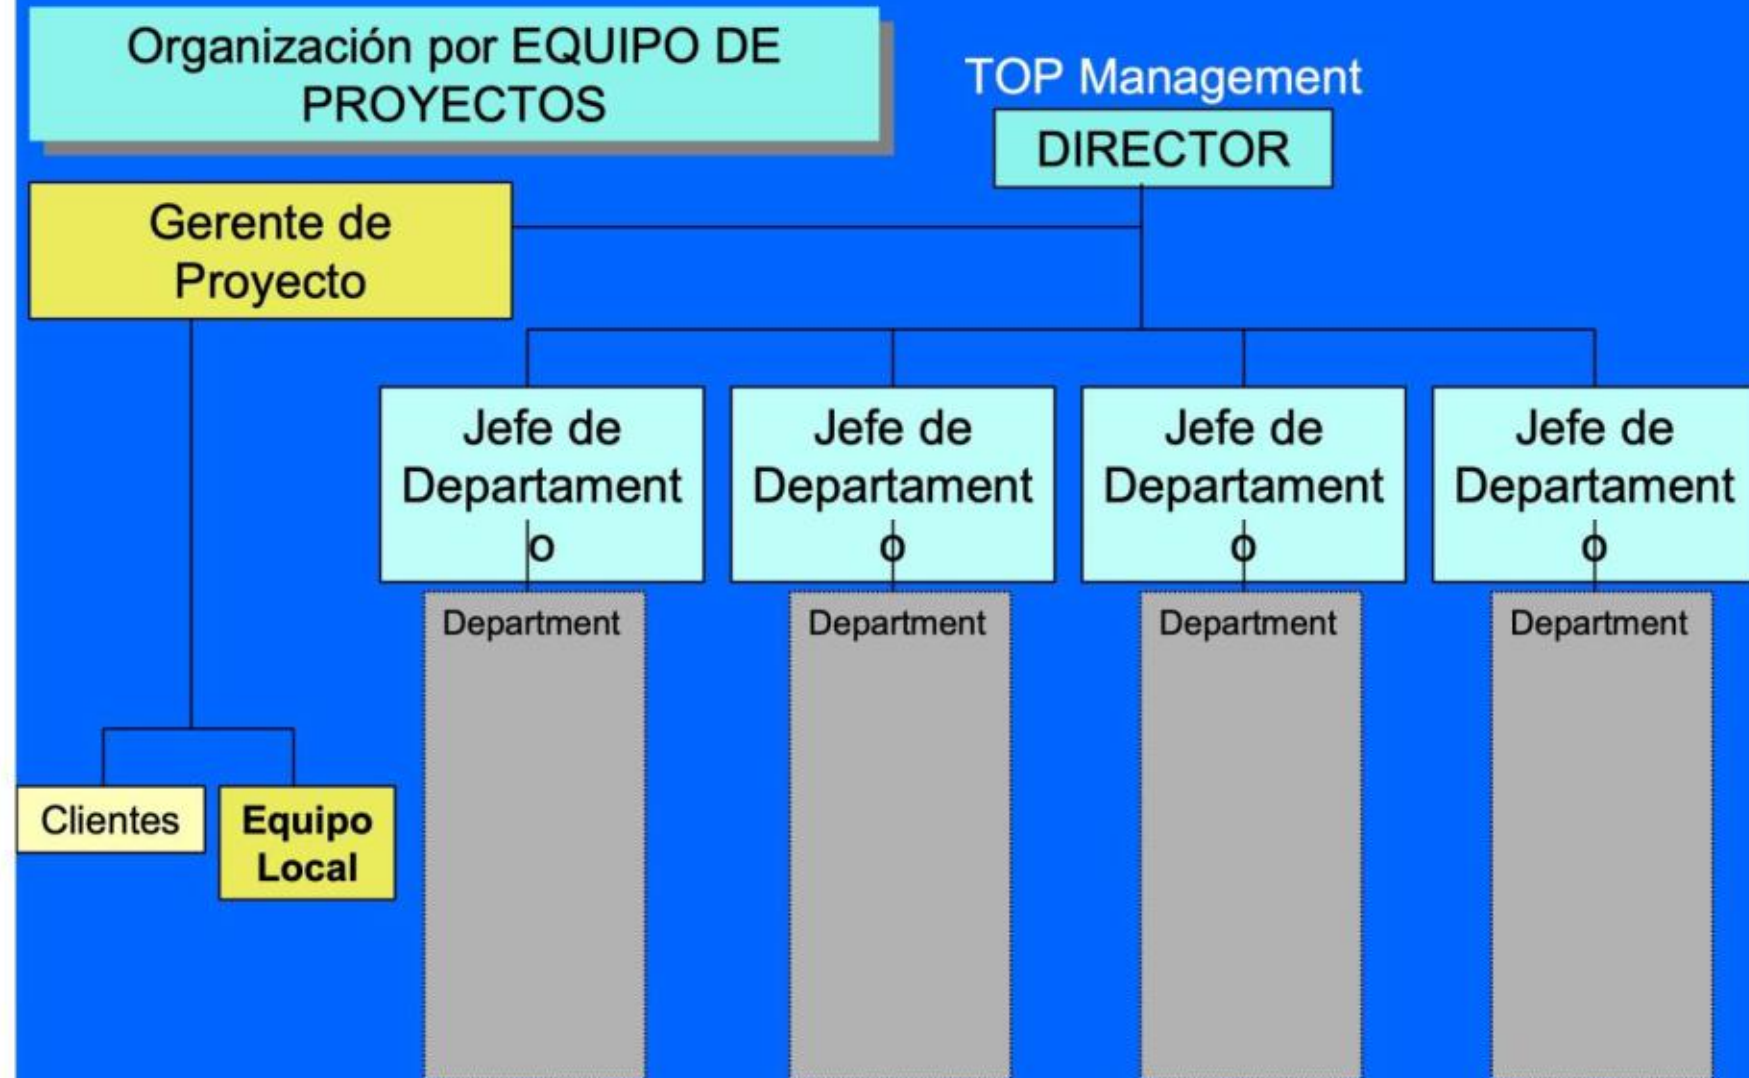 Organización por EQUIPO DE
PROYECTOS
TOP Management
DIRECTOR
Gerente de
Proyecto
Jefe de
Departament
o
Jefe de
Departament
o
Jefe de
Departament
o
Jefe de
Departament
o
Department
Department
Department
Department
Clientes
Equipo
Local